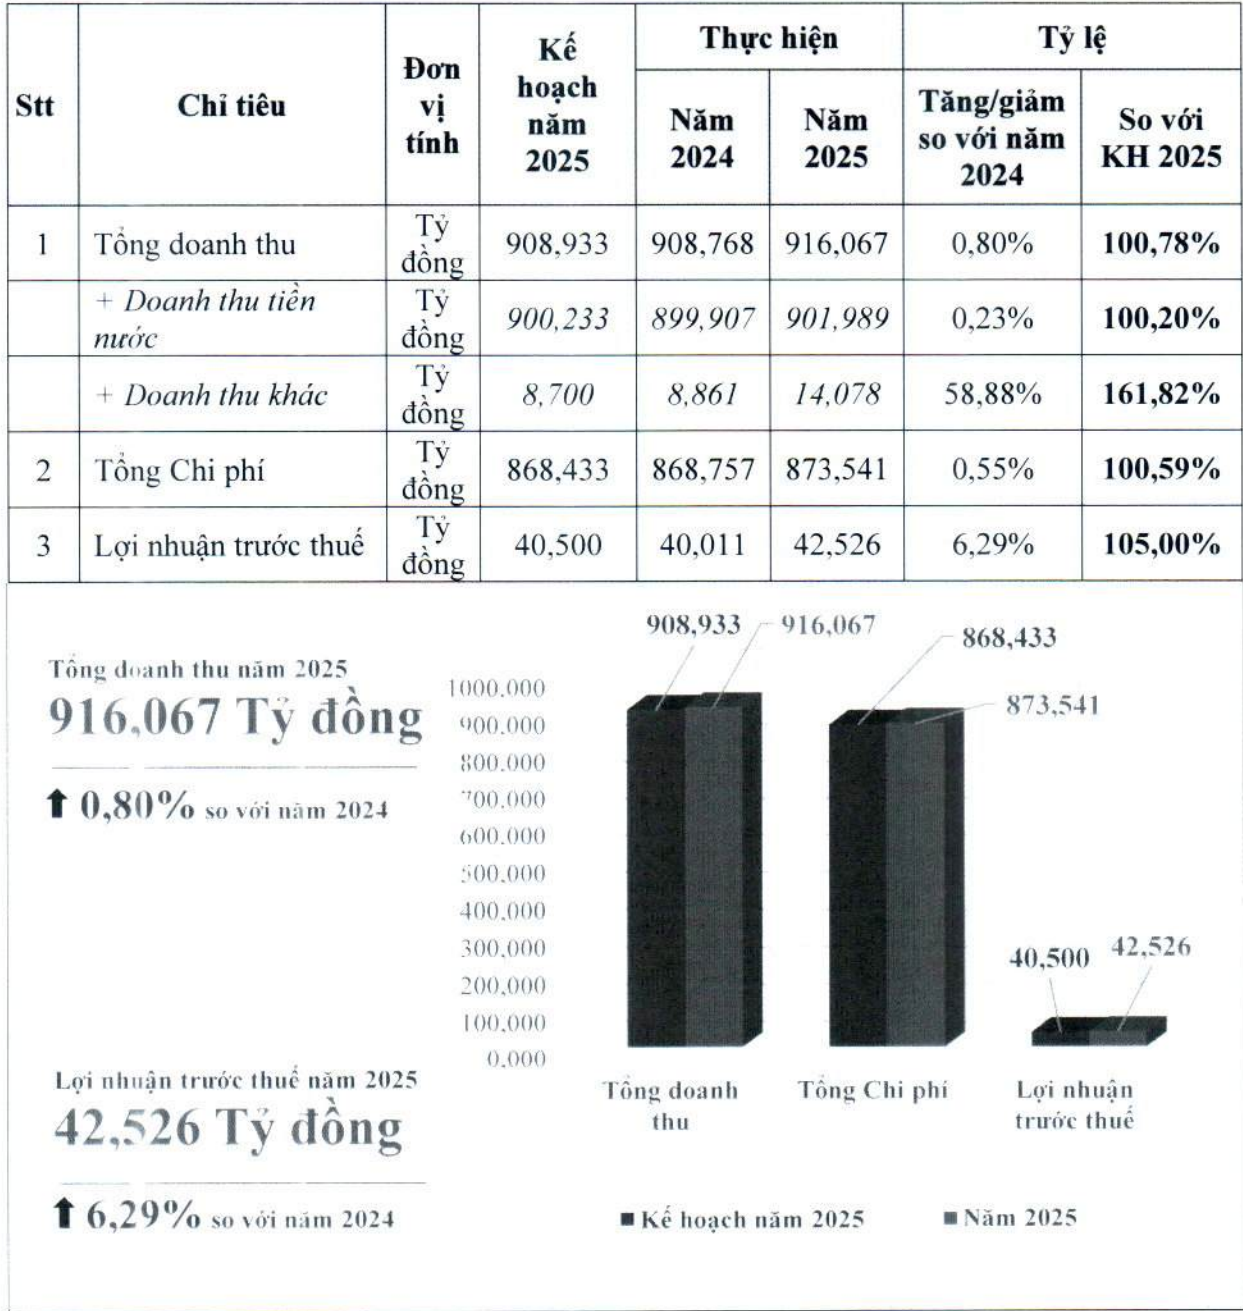 Stt Chỉ tiêu Đơn vị tính Kế hoạch năm 2025 Thực hiện Tỷ lệ
Năm 2024 Năm 2025 Tăng/giảm so với năm 2024 So với KH 2025
1 Tổng doanh thu Tỷ đồng 908,933 908,768 916,067 0,80% 100,78%
+ Doanh thu tiền nước Tỷ đồng 900,233 899,907 901,989 0,23% 100,20%
+ Doanh thu khác Tỷ đồng 8,700 8,861 14,078 58,88% 161,82%
2 Tổng Chi phí Tỷ đồng 868,433 868,757 873,541 0,55% 100,59%
3 Lợi nhuận trước thuế Tỷ đồng 40,500 40,011 42,526 6,29% 105,00%
Tổng doanh thu năm 2025
916,067 Tỷ đồng
0,80% so với năm 2024
Lợi nhuận trước thuế năm 2025
42,526 Tỷ đồng
6,29% so với năm 2024
908,933 916,067
868,433
873,541
40,500 42,526
1000,000
900,000
800,000
700,000
600,000
500,000
400,000
300,000
200,000
100,000
0,000
Tổng doanh thu
Tổng Chi phí
Lợi nhuận trước thuế
Kế hoạch năm 2025 Năm 2025